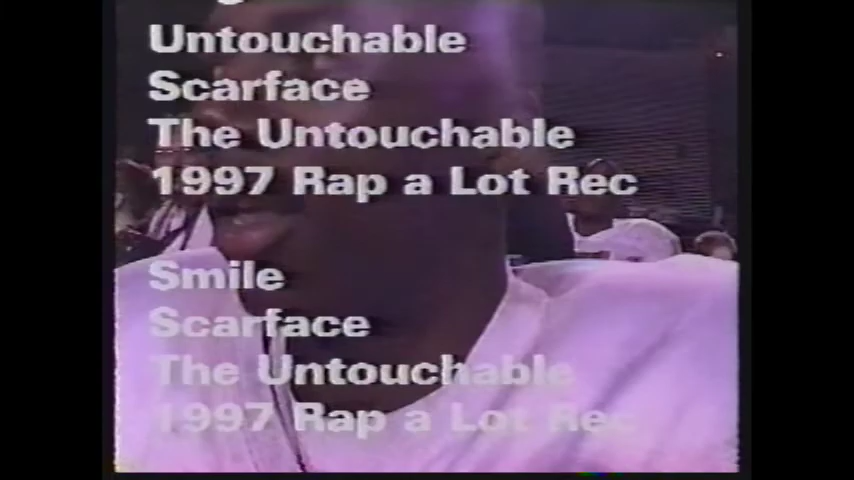 Untouchable
Scarface
The Untouchable
1997 Rap a Lot Rec
Smile
Scarface
The Untouchable
1997 Rap a Lot Rec